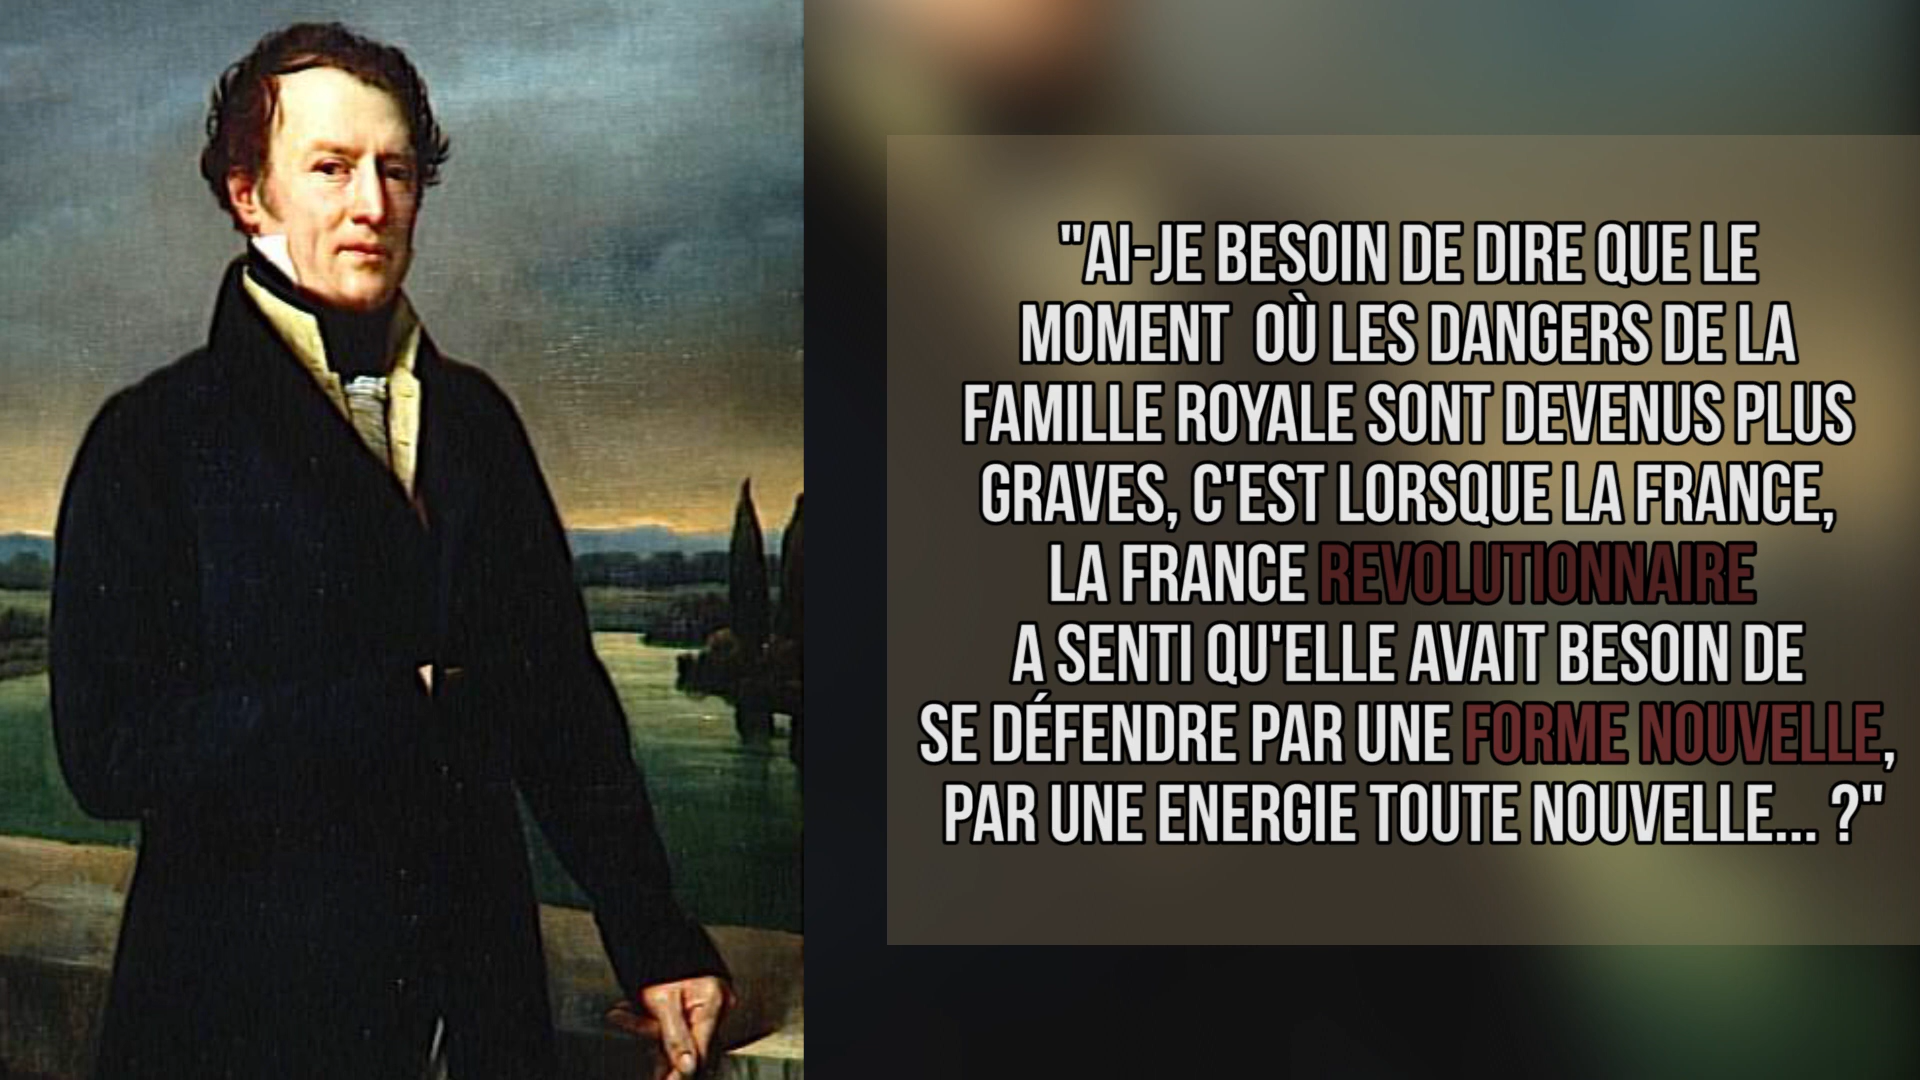 "AI-JE BESOIN DE DIRE QUE LE
MOMENT OÙ LES DANGERS DE LA
FAMILLE ROYALE SONT DEVENUS PLUS
GRAVES, C'EST LORSQUE LA FRANCE,
LA FRANCE REVOLUTIONNAIRE
A SENTI QU'ELLE AVAIT BESOIN DE
SE DÉFENDRE PAR UNE FORME NOUVELLE,
PAR UNE ENERGIE TOUTE NOUVELLE... ?"